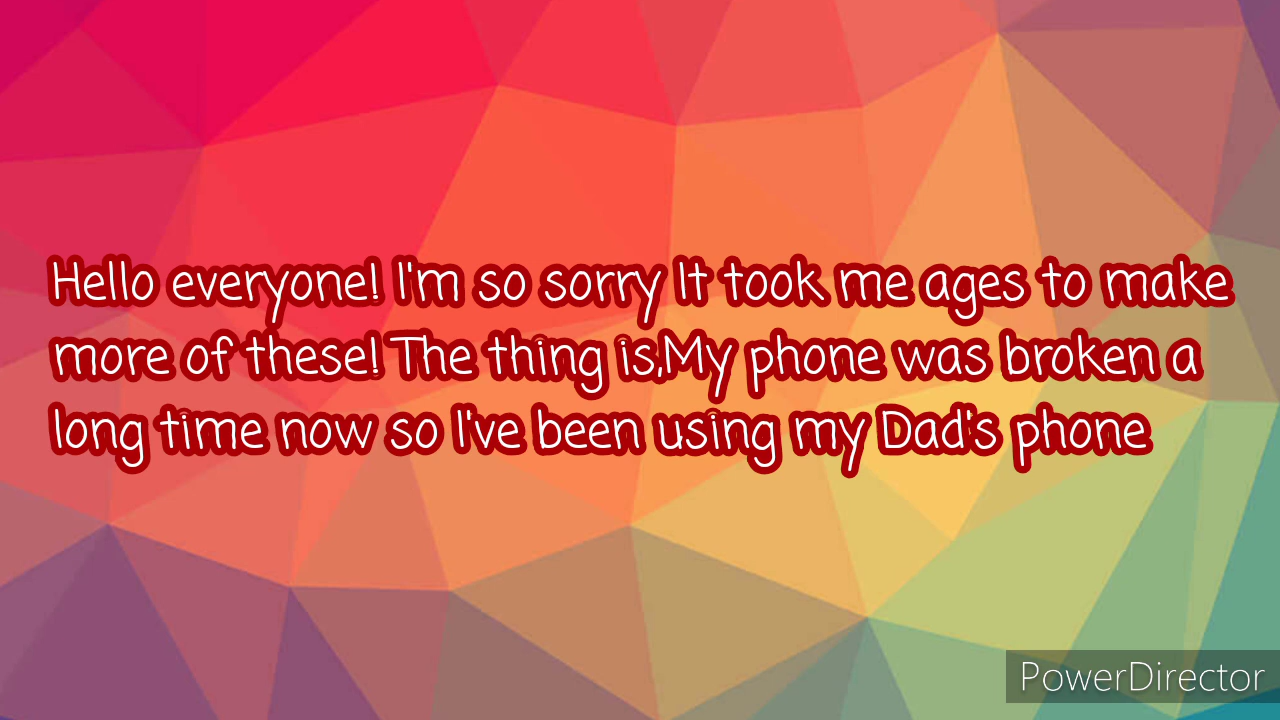 Hello everyone! I'm so sorry It took me ages to make
more of these! The thing is,My phone was broken a
long time now so I've been using my Dad's phone
PowerDirector